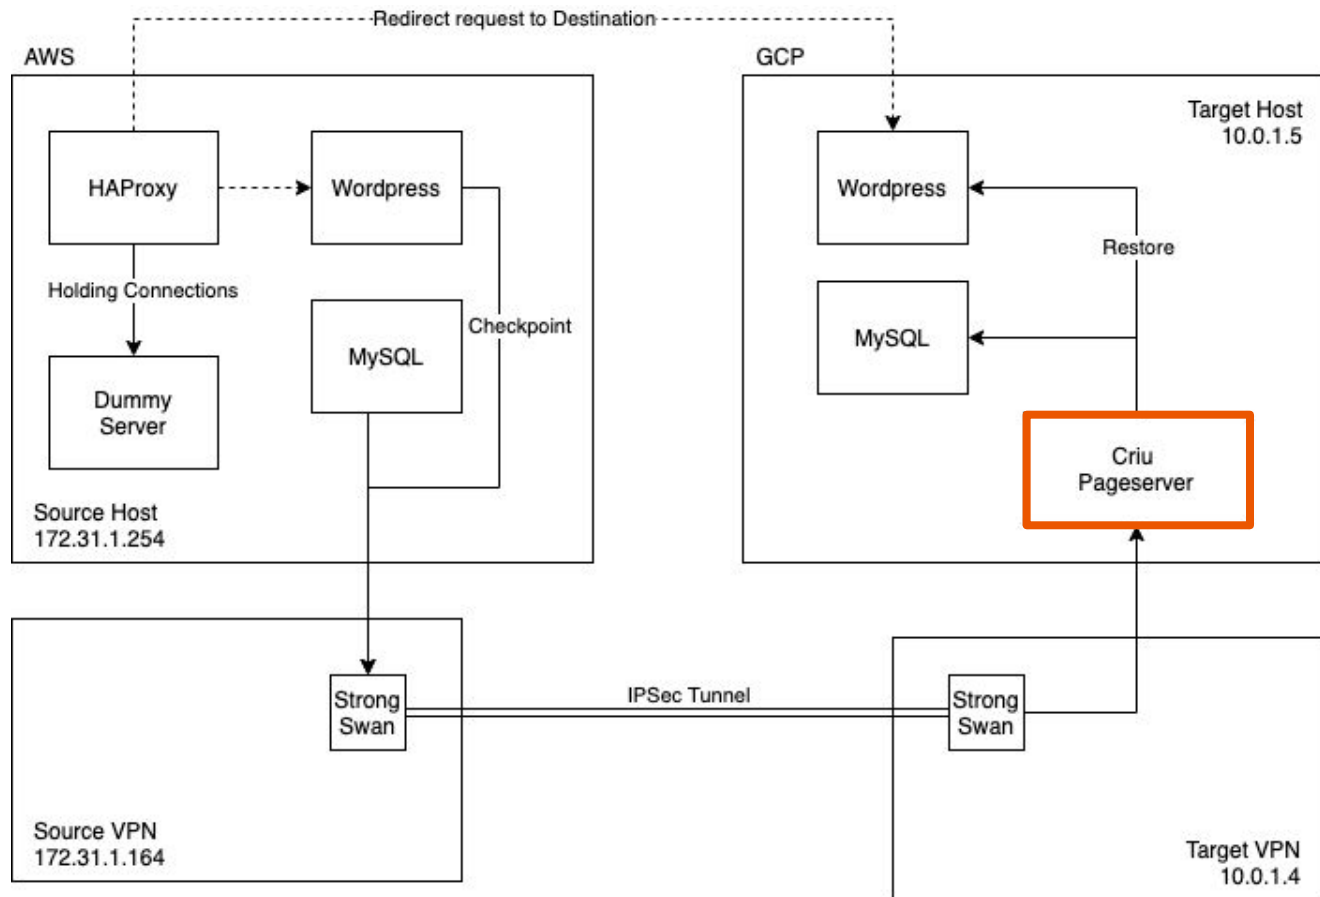 Redirect request to Destination
AWS
HAProxy
Wordpress
Holding Connections
Checkpoint
MySQL
Dummy
Server
Source Host
172.31.1.254
GCP
Target Host
10.0.1.5
Wordpress
Restore
MySQL
Criu
Pageserver
Strong
Swan
IPSec Tunnel
Strong
Swan
Source VPN
172.31.1.164
Target VPN
10.0.1.4